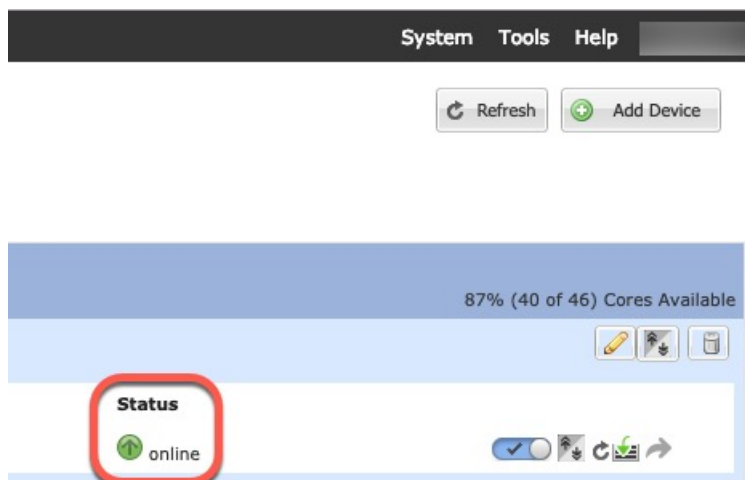 System Tools Help
Refresh Add Device
87% (40 of 46) Cores Available
Status
online